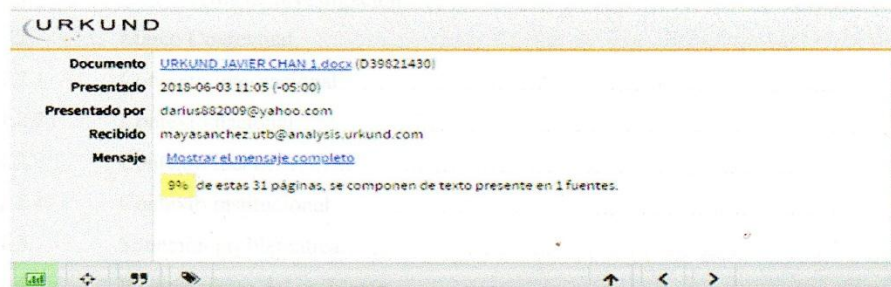 URKUND
Documento URKUND JAVIER CHAN 1.docx (D39821430)
Presentado 2018-06-03 11:05 (-05:00)
Presentado por darius882009@yahoo.com
Recibido mayasanchez.utb@analysis.urkund.com
Mensaje Mostrar el mensaje completo
9% de estas 31 páginas, se componen de texto presente en 1 fuentes.